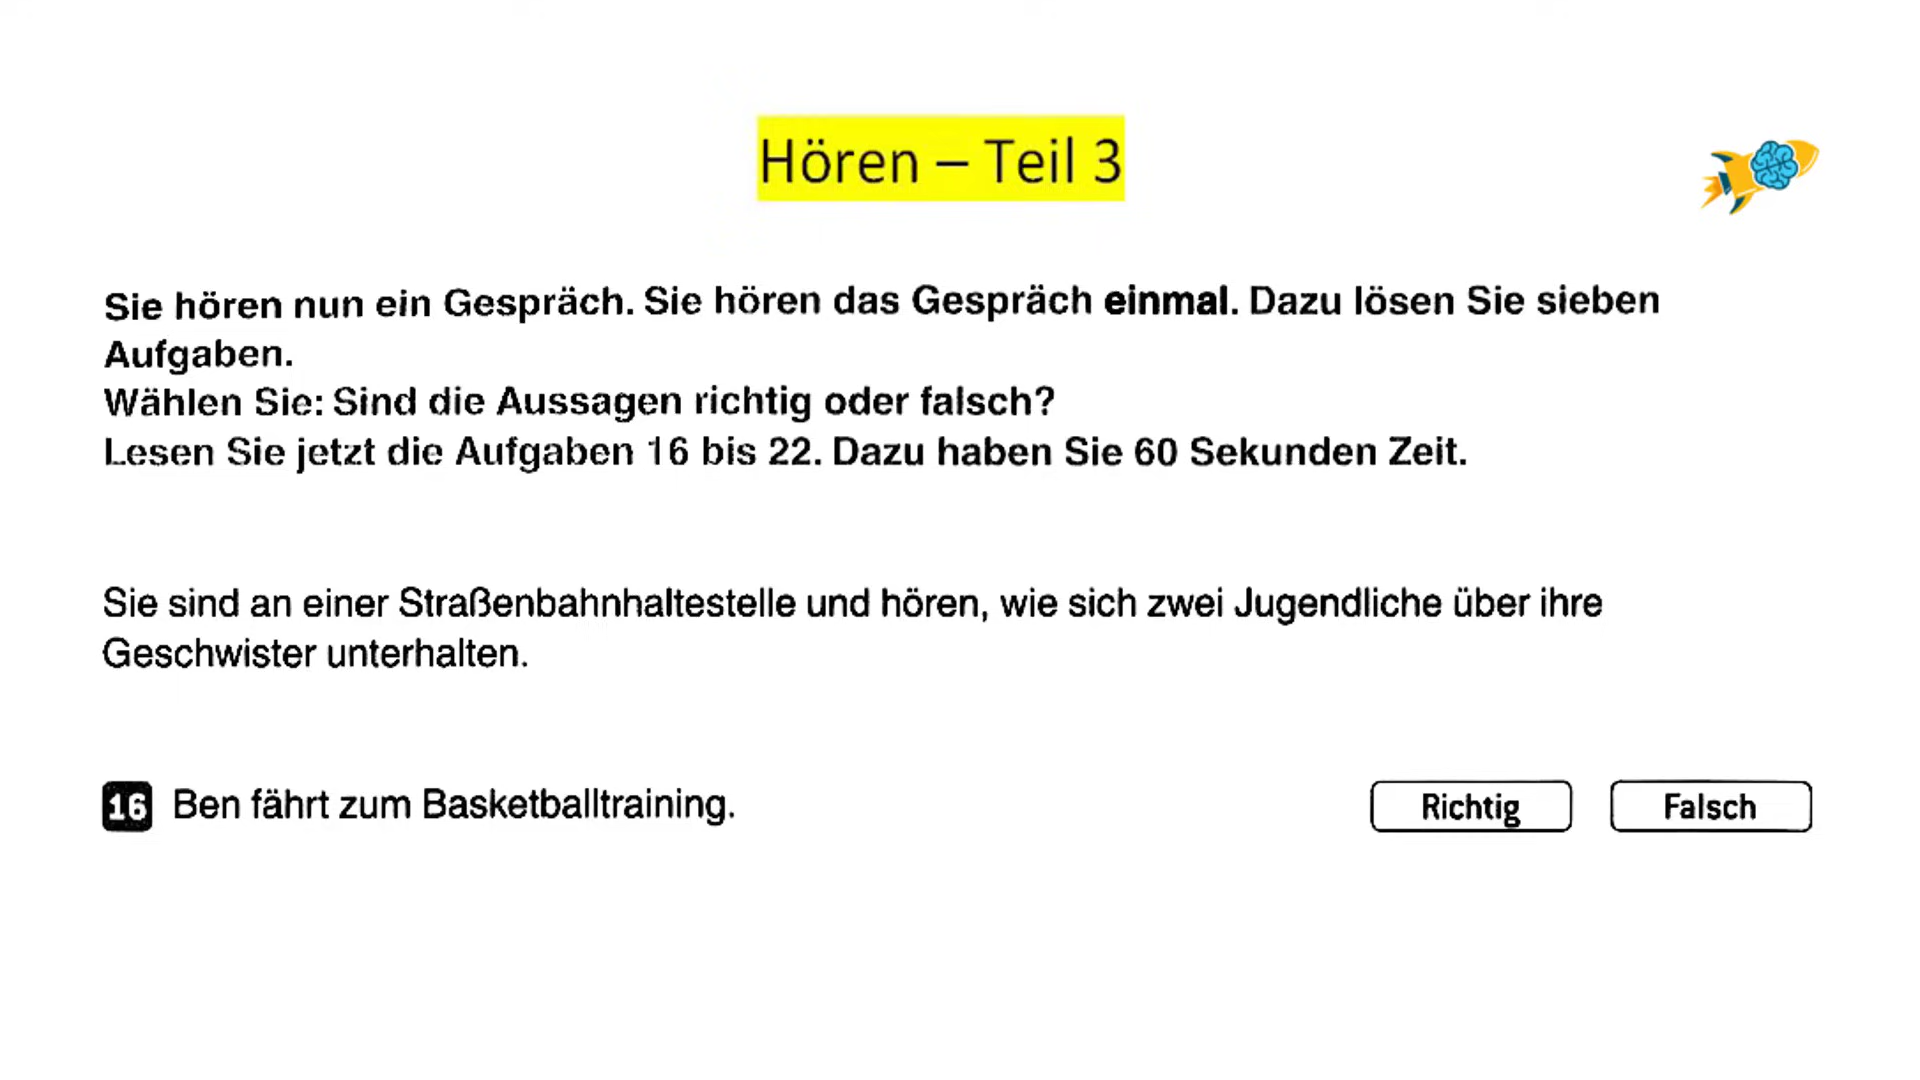 Hören – Teil 3
Sie hören nun ein Gespräch. Sie hören das Gespräch einmal. Dazu lösen Sie sieben
Aufgaben.
Wählen Sie: Sind die Aussagen richtig oder falsch?
Lesen Sie jetzt die Aufgaben 16 bis 22. Dazu haben Sie 60 Sekunden Zeit.
Sie sind an einer Straßenbahnhaltestelle und hören, wie sich zwei Jugendliche über ihre
Geschwister unterhalten.
16 Ben fährt zum Basketballtraining. Richtig Falsch